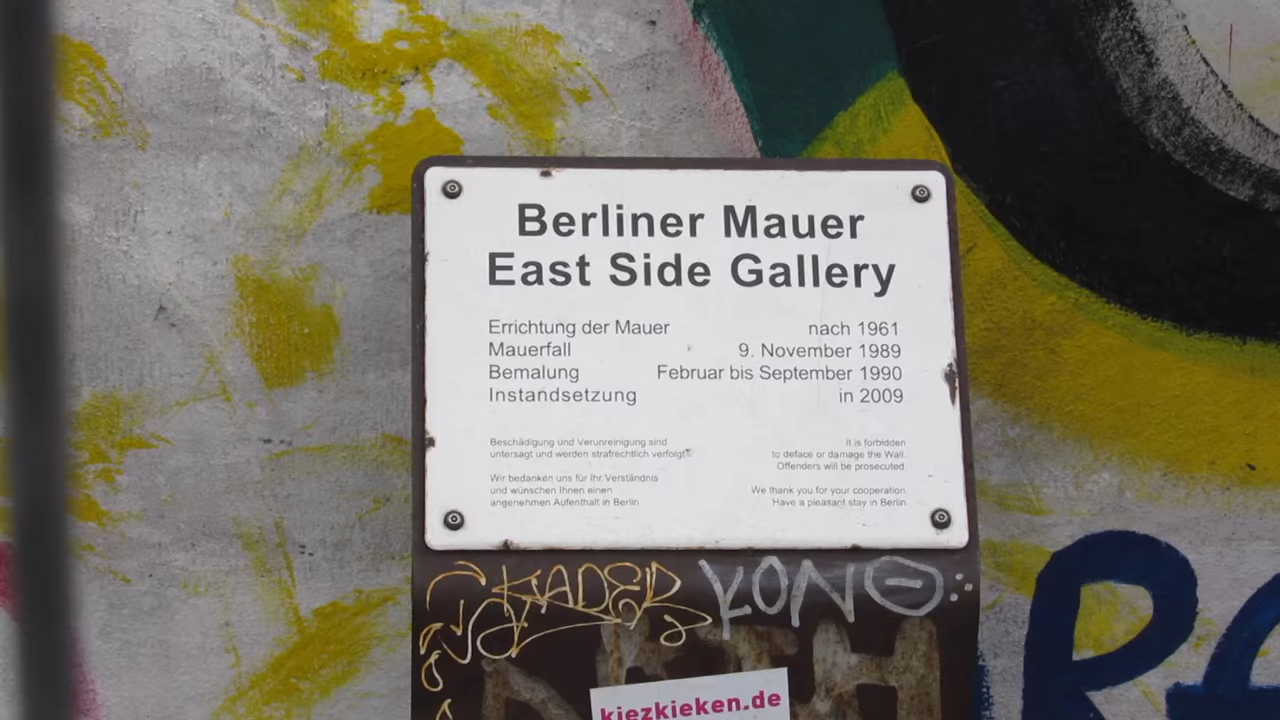 Berliner Mauer
East Side Gallery
Errichtung der Mauer nach 1961
Mauerfall 9. November 1989
Bemalung Februar bis September 1990
Instandsetzung in 2009
Beschädigung und Verunreinigung sind
untersagt und werden strafrechtlich verfolgt
Wir bedanken uns für Ihr Verständnis
und wünschen Ihnen einen
angenehmen Aufenthalt in Berlin
It is forbidden
to deface or damage the Wall.
Offenders will be prosecuted.
We thank you for your cooperation.
Have a pleasant stay in Berlin.
KONO
kiezkieken.de